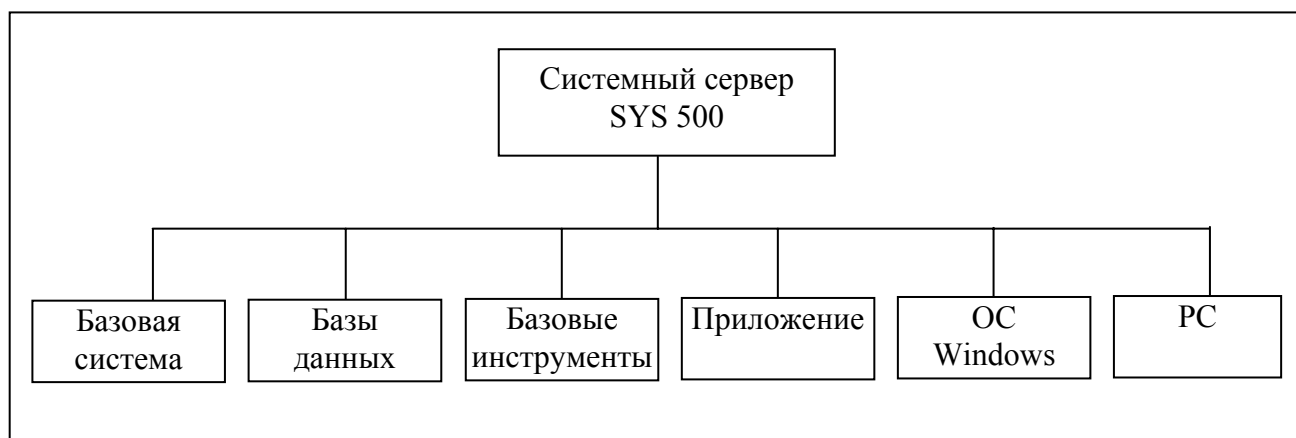 Системный сервер
SYS 500
Базовая
система
Базы
данных
Базовые
инструменты
Приложение
ОС
Windows
PC